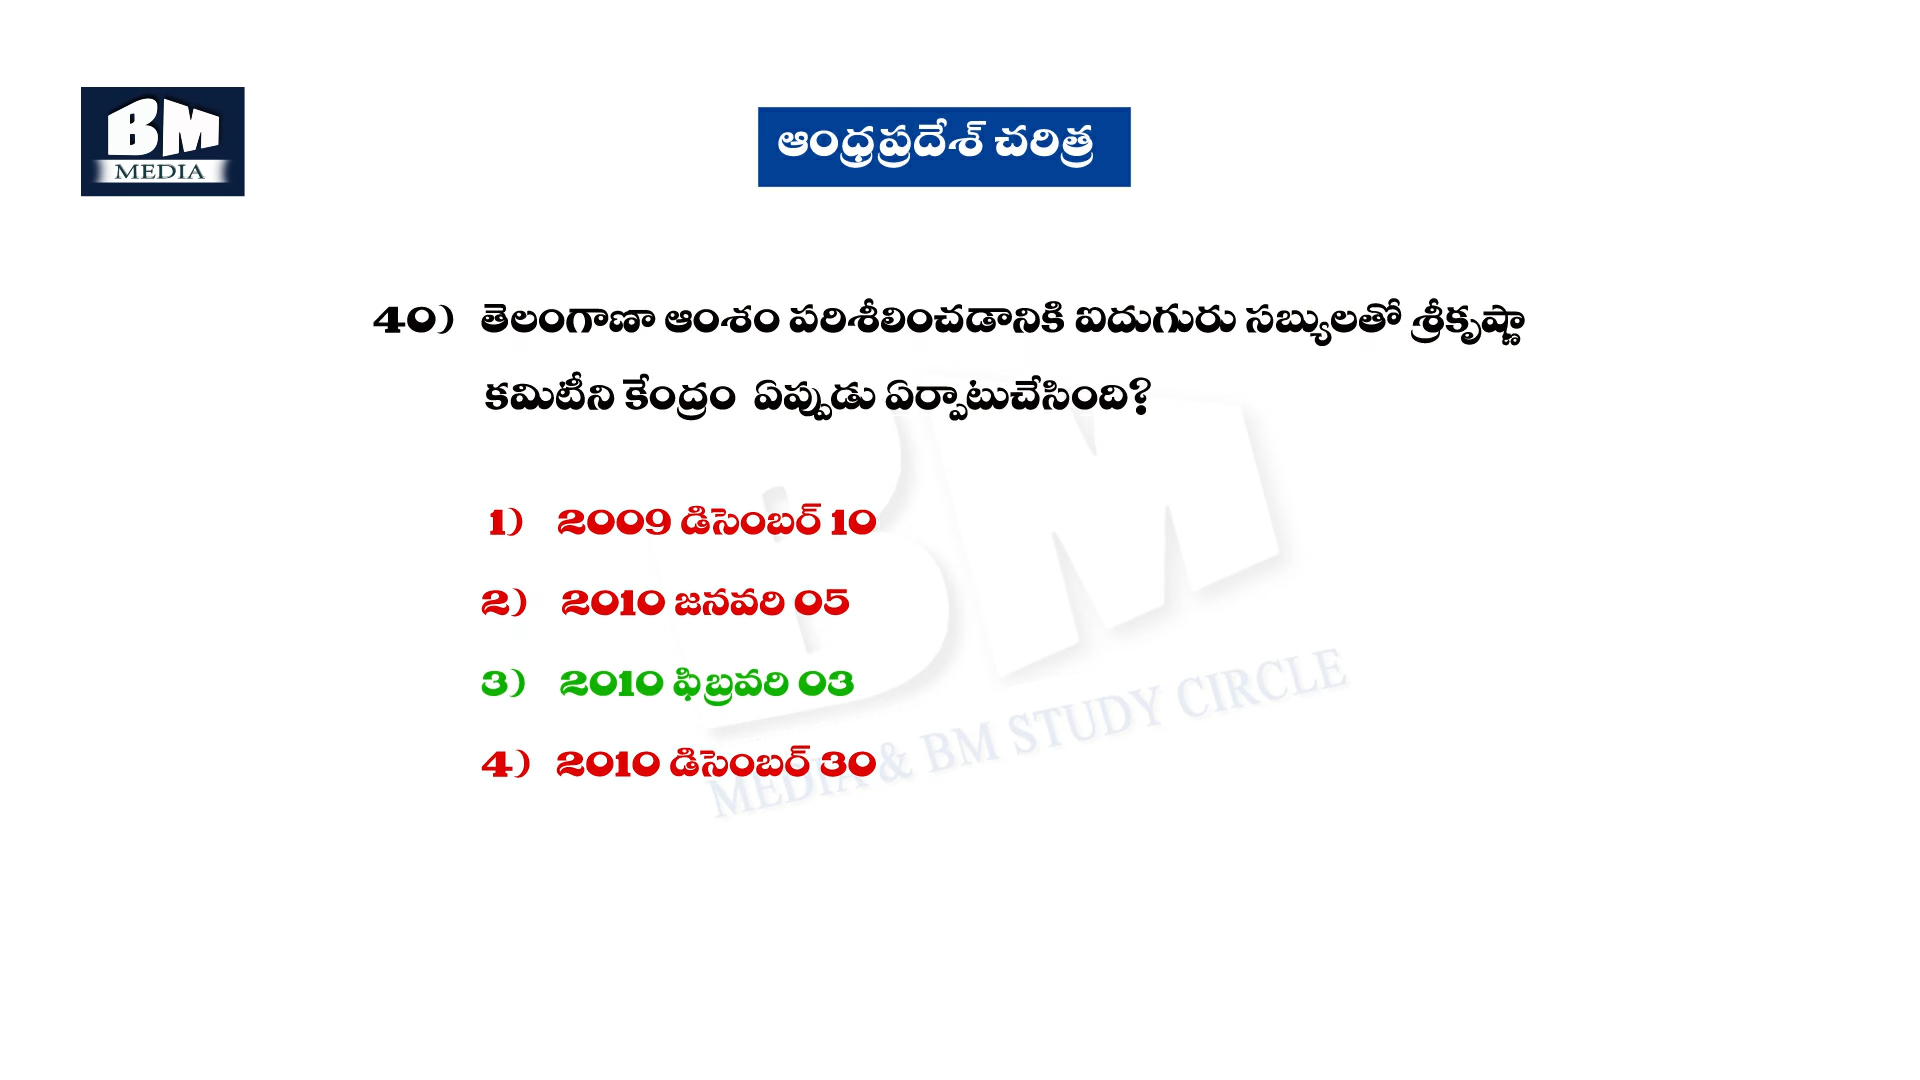 BM
MEDIA
ఆంధ్రప్రదేశ్ చరిత్ర
40) తెలంగాణా ఆంశం పరిశీలించడానికి ఐదుగురు సబ్యులతో శ్రీకృష్ణా
కమిటీని కేంద్రం ఏప్పుడు ఏర్పాటుచేసింది?
1) 2009 డిసెంబర్ 10
2) 2010 జనవరి 05
3) 2010 ఫిబ్రవరి 03
4) 2010 డిసెంబర్ 30
BM
MEDIA & BM STUDY CIRCLE